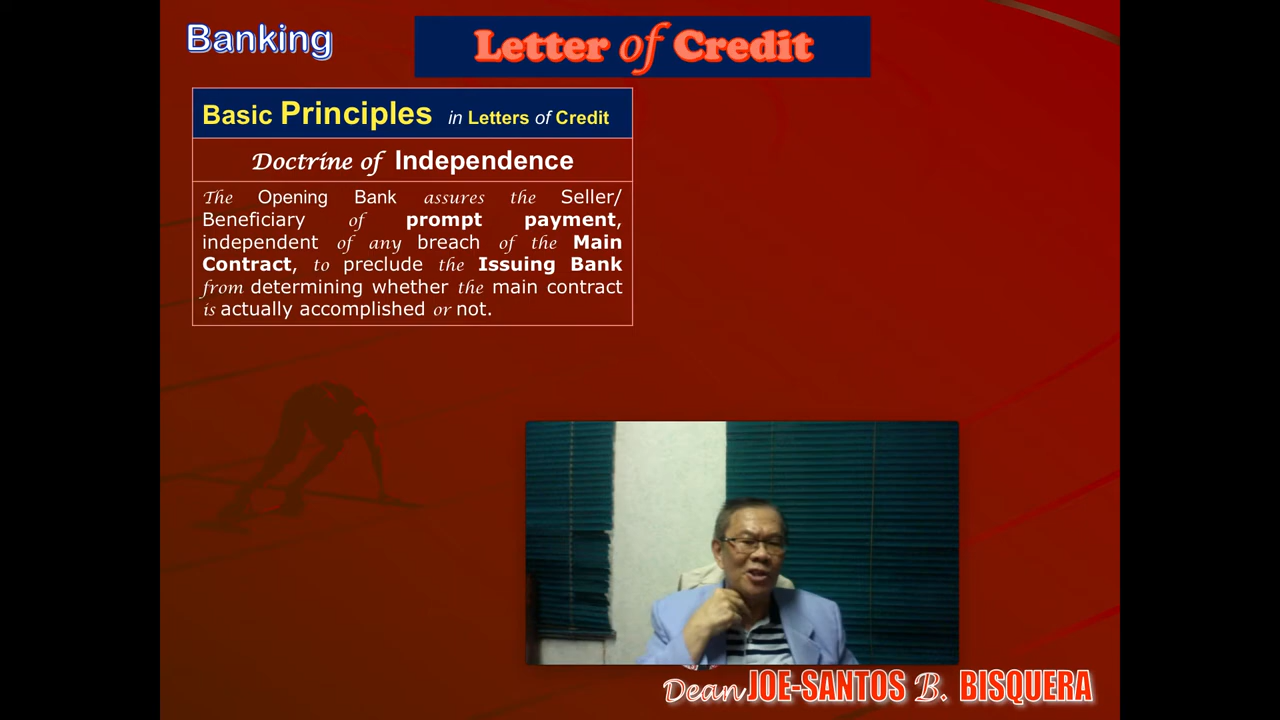 Banking
Letter of Credit
Basic Principles in Letters of Credit
Doctrine of Independence
The Opening Bank assures the Seller/
Beneficiary of prompt payment,
independent of any breach of the Main
Contract, to preclude the Issuing Bank
from determining whether the main contract
is actually accomplished or not.
Dean JOE-SANTOS B. BISQUERA